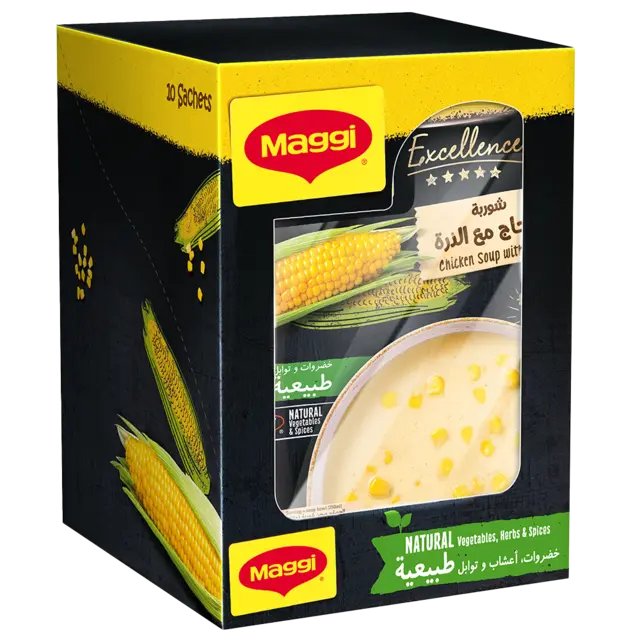 10 Sachets
Maggi
Excellence
شوربة
تاج مع الذرة
Chicken Soup with
خضروات و توابل
طبيعية
NATURAL
Vegetables
& Spices
NATURAL Vegetables, Herbs & Spices
خضروات، أعشاب و توابل طبيعية
Maggi